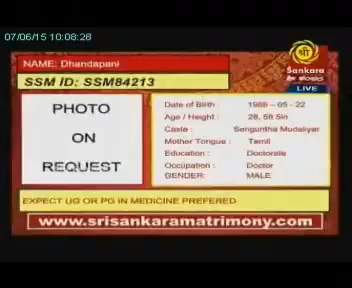 07/06/15 10:08:28
NAME: Dhandapani
श्री
Sankara
LIVE
SSM ID: SSM84213
PHOTO
ON
REQUEST
Date of Birth : 1986 - 05 - 22
Age / Height : 28, 5ft 5in
Caste : Senguntha Mudaliyar
Mother Tongue : Tamil
Education : Doctorate
Occupation : Doctor
GENDER: MALE
EXPECT UG OR PG IN MEDICINE PREFERED
www.srisankaramatrimony.com